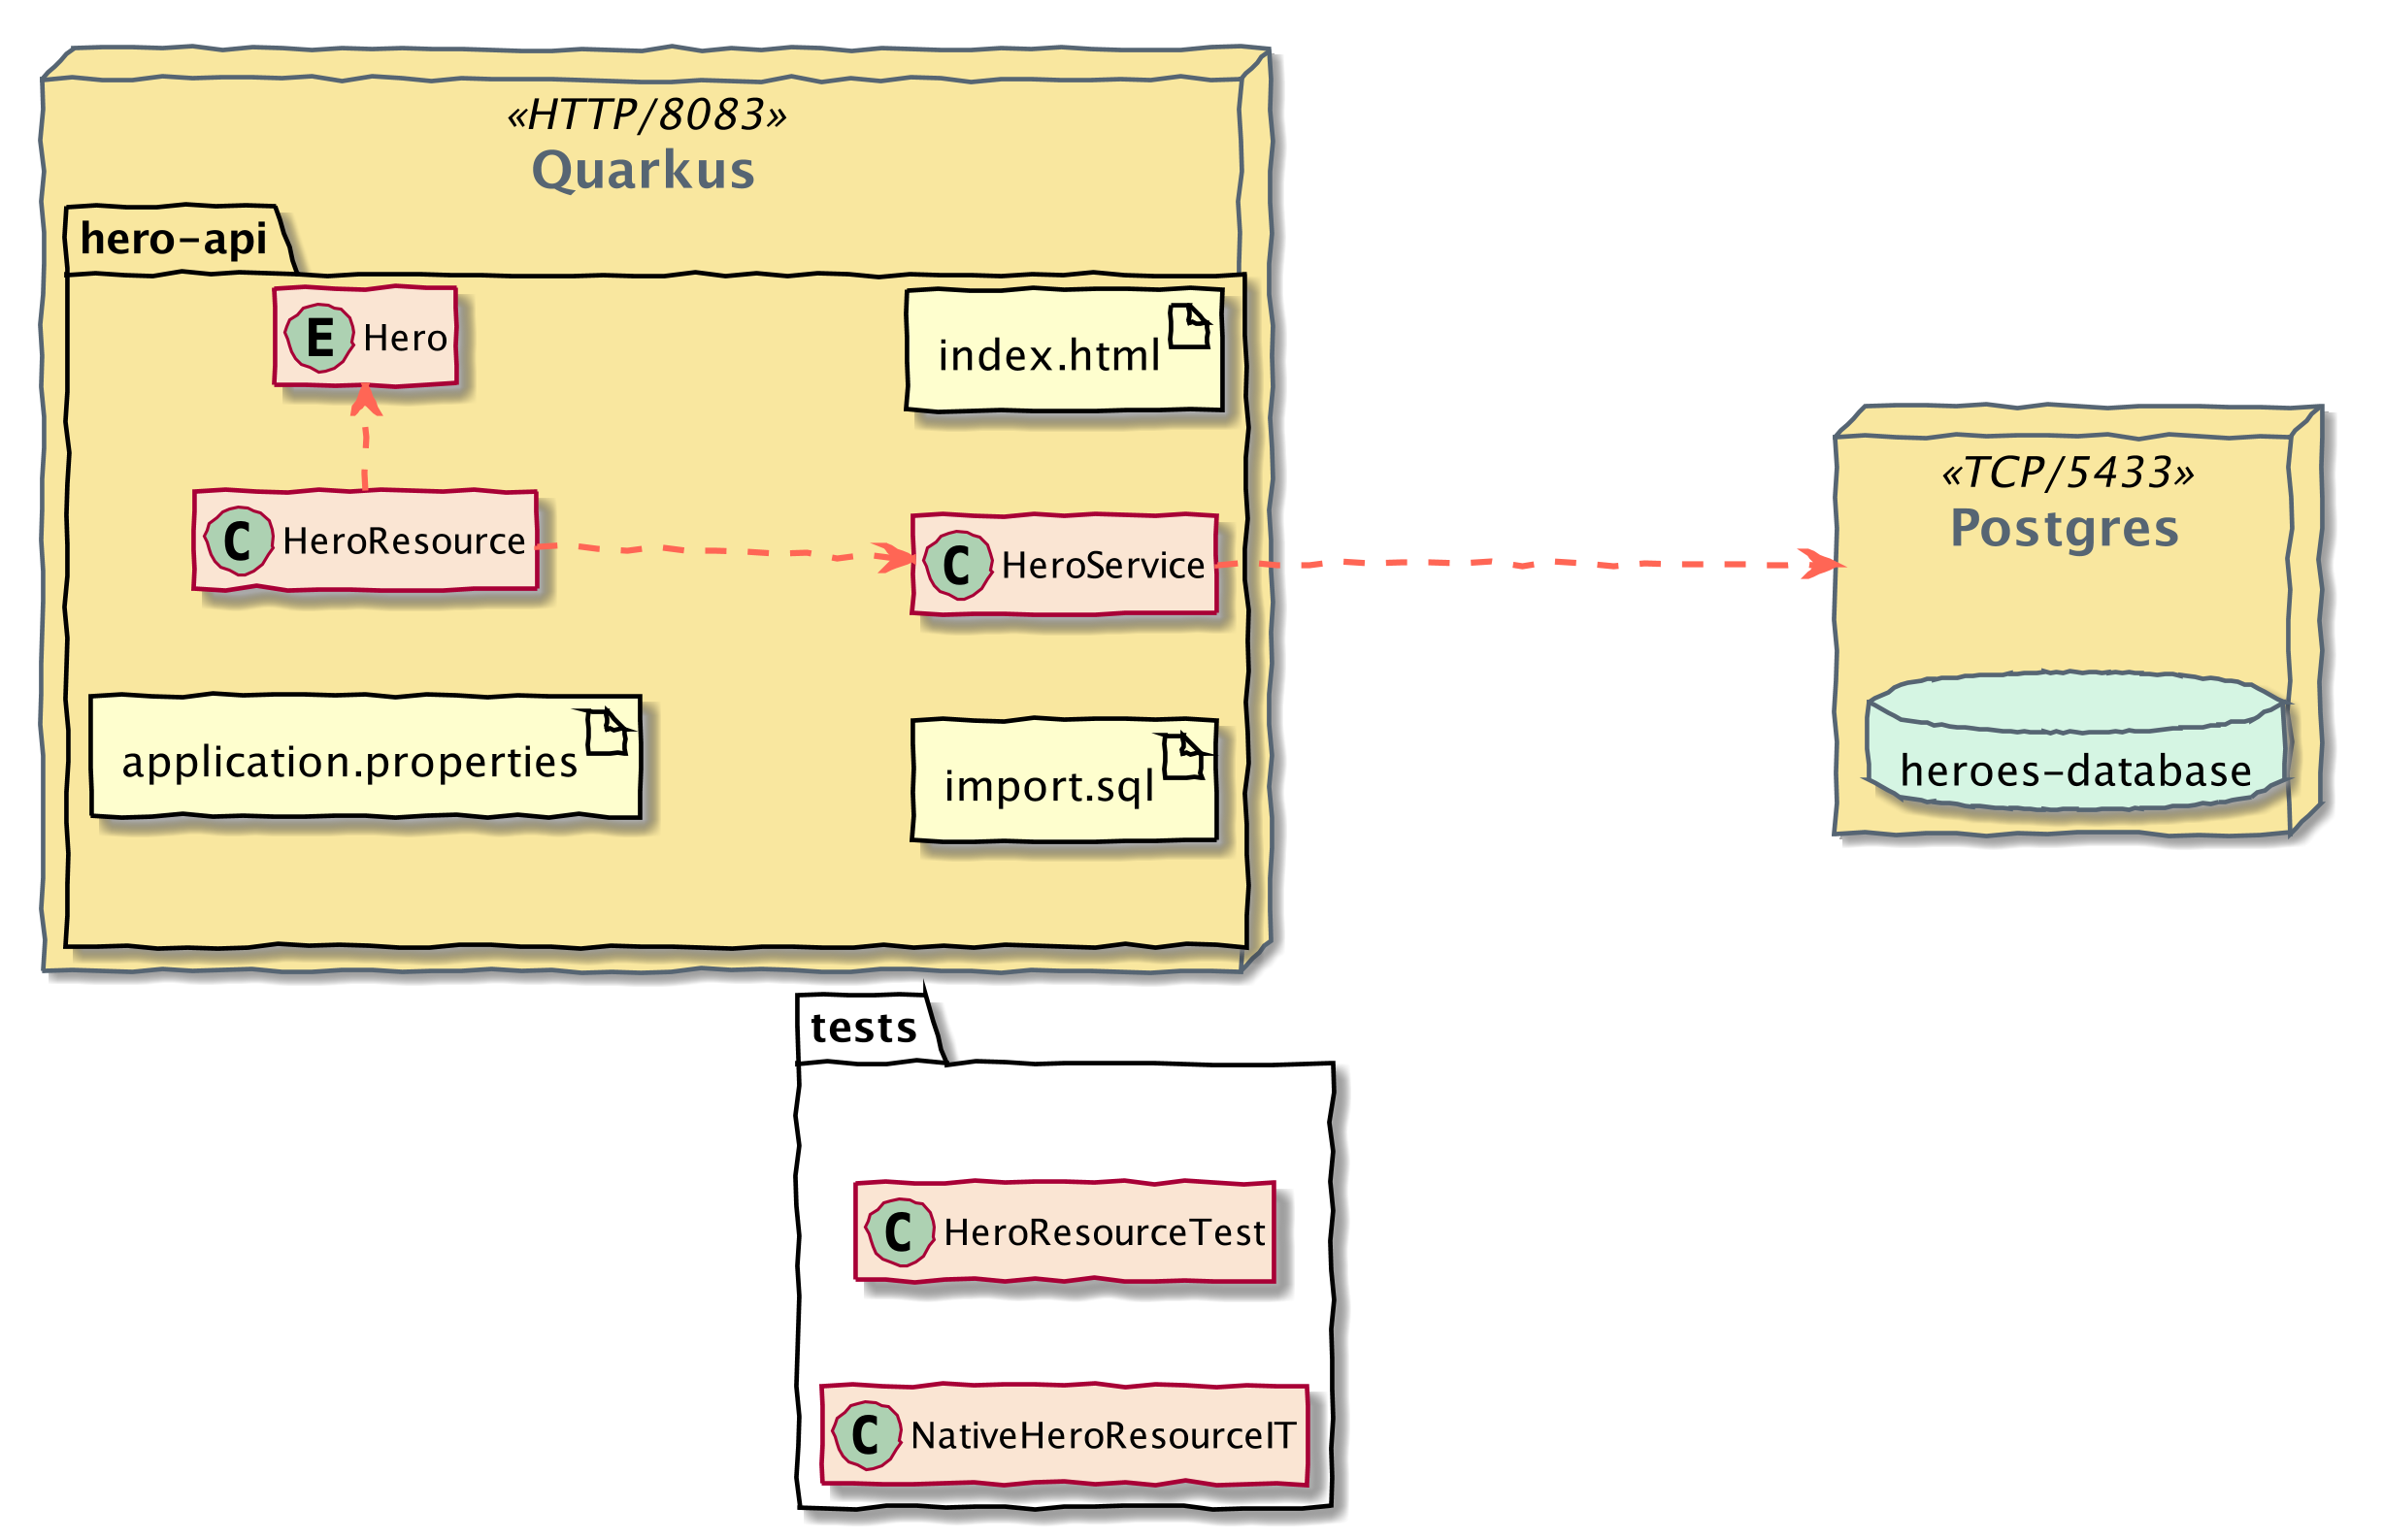 «HTTP/8083»
Quarkus
hero-api
E Hero
index.html
C HeroResource
C HeroService
application.properties
import.sql
«TCP/5433»
Postgres
heroes-database
tests
C HeroResourceTest
C NativeHeroResourceIT